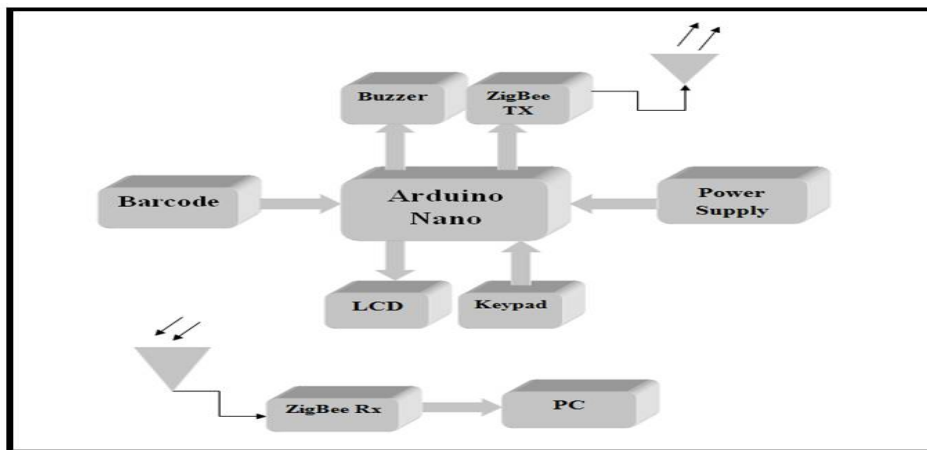 Buzzer
ZigBee
TX
Barcode
Arduino
Nano
Power
Supply
LCD
Keypad
ZigBee Rx
PC